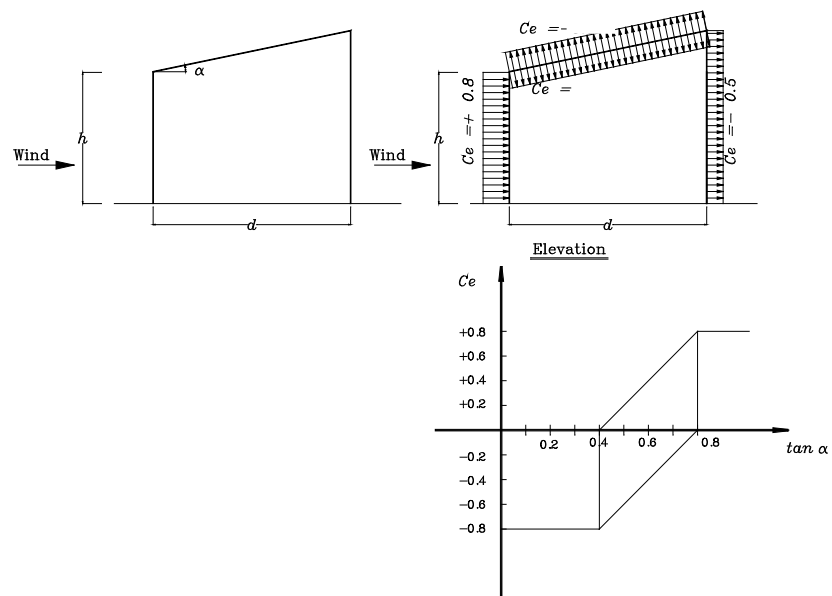 Ce =-
α
Ce =
h
Wind
d
h
Wind
Ce =+ 0.8
Ce =- 0.5
d
Elevation
Ce
+0.8
+0.6
+0.4
+0.2
0.2
0.4
0.6
0.8
tan α
-0.2
-0.4
-0.6
-0.8